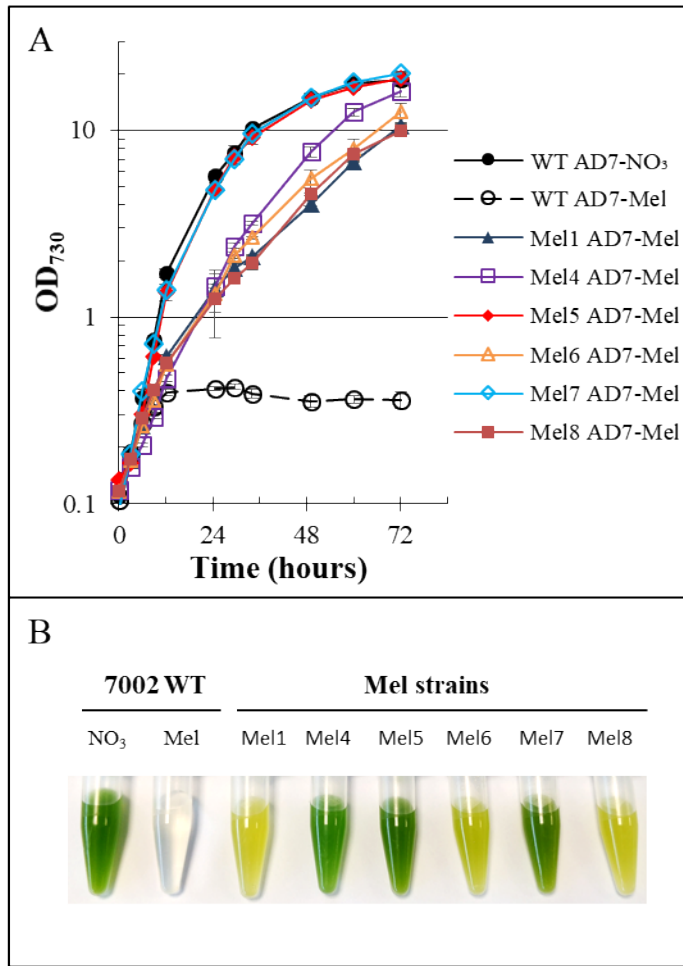 A
10
1
0.1
OD₇₃₀
0 24 48 72
Time (hours)
WT AD7-NO₃
WT AD7-Mel
Mel1 AD7-Mel
Mel4 AD7-Mel
Mel5 AD7-Mel
Mel6 AD7-Mel
Mel7 AD7-Mel
Mel8 AD7-Mel
B
7002 WT Mel strains
NO₃ Mel Mel1 Mel4 Mel5 Mel6 Mel7 Mel8